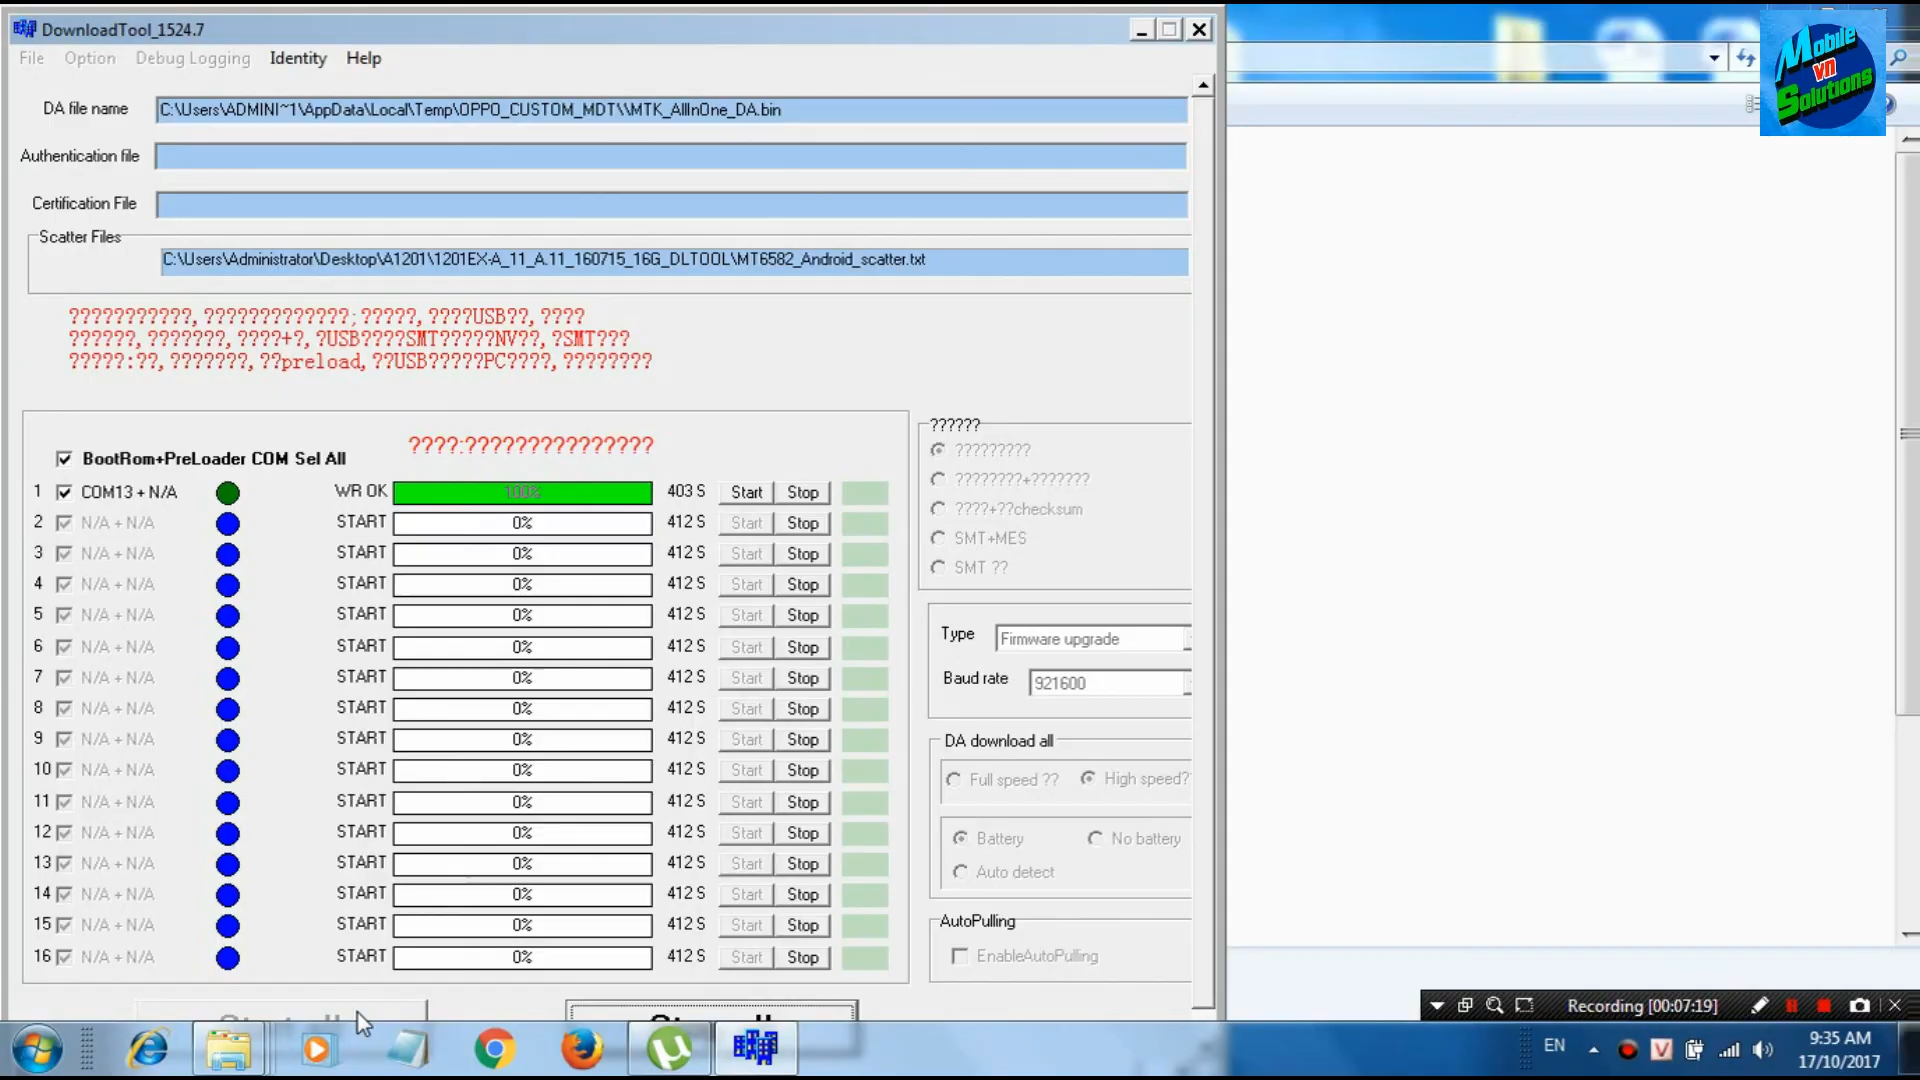 DownloadTool_1524.7
File Option Debug Logging Identity Help
DA file name C:\Users\ADMINI~1\AppData\Local\Temp\OPPO_CUSTOM_MDT\\MTK_AllInOne_DA.bin
Authentication file
Certification File
Scatter Files
C:\Users\Administrator\Desktop\A1201\1201EX-A_11_A.11_160715_16G_DLTOOL\MT6582_Android_scatter.txt
???????????, ?????????????; ?????, ????USB??, ????
??????, ???????, ????+?, ?USB????SMT?????NV??, ?SMT???
?????:??, ???????, ??preload, ??USB?????PC????, ????????
BootRom+PreLoader COM Sel All ????:???????????????
1 COM13 + N/A WR OK 100% 403 S Start Stop
2 N/A + N/A START 0% 412 S Start Stop
3 N/A + N/A START 0% 412 S Start Stop
4 N/A + N/A START 0% 412 S Start Stop
5 N/A + N/A START 0% 412 S Start Stop
6 N/A + N/A START 0% 412 S Start Stop
7 N/A + N/A START 0% 412 S Start Stop
8 N/A + N/A START 0% 412 S Start Stop
9 N/A + N/A START 0% 412 S Start Stop
10 N/A + N/A START 0% 412 S Start Stop
11 N/A + N/A START 0% 412 S Start Stop
12 N/A + N/A START 0% 412 S Start Stop
13 N/A + N/A START 0% 412 S Start Stop
14 N/A + N/A START 0% 412 S Start Stop
15 N/A + N/A START 0% 412 S Start Stop
16 N/A + N/A START 0% 412 S Start Stop
??????
?????????
????????+???????
????+??checksum
SMT+MES
SMT ??
Type Firmware upgrade
Baud rate 921600
DA download all
Full speed ?? High speed?
Battery No battery
Auto detect
AutoPulling
EnableAutoPulling
Mobile
vn
Solutions
Recording [00:07:19]
EN
9:35 AM
17/10/2017